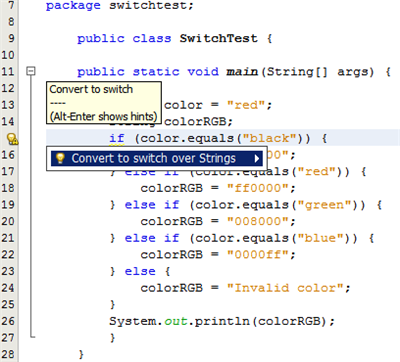 7 package switchtest;
8
9 public class SwitchTest {
10
11 public static void main(String[] args) {
12 Convert to switch
----
13 color = "red";
(Alt-Enter shows hints)
14 String colorRGB;
if (color.equals("black")) {
Convert to switch over Strings
16 00";
17 } else if (color.equals("red")) {
18 colorRGB = "ff0000";
19 } else if (color.equals("green")) {
20 colorRGB = "008000";
21 } else if (color.equals("blue")) {
22 colorRGB = "0000ff";
23 } else {
24 colorRGB = "Invalid color";
25 }
26 System.out.println(colorRGB);
27 }
28 }